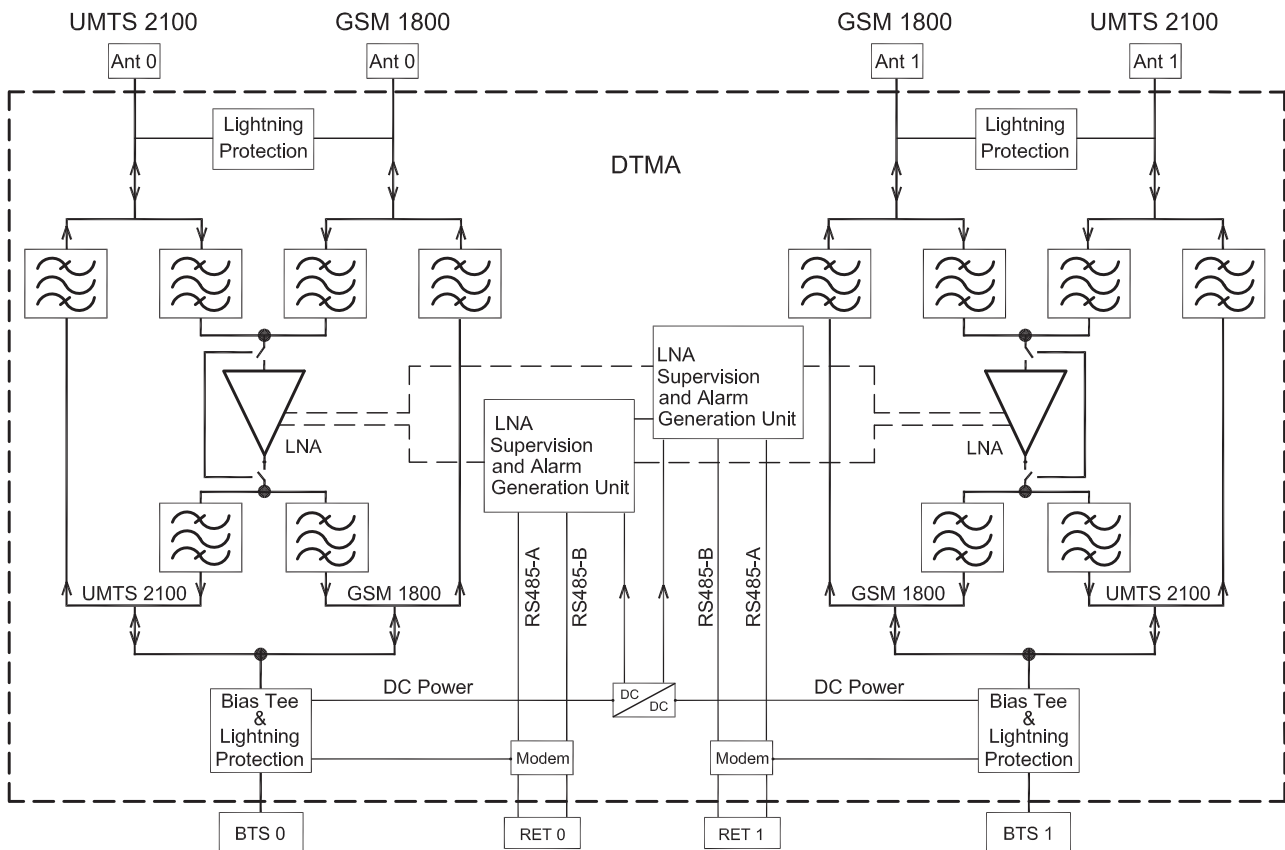 UMTS 2100
GSM 1800
GSM 1800
UMTS 2100
Ant 0
Ant 0
Ant 1
Ant 1
Lightning
Protection
Lightning
Protection
DTMA
LNA
Supervision
and Alarm
Generation Unit
LNA
Supervision
and Alarm
Generation Unit
LNA
LNA
RS485-A
RS485-B
RS485-B
RS485-A
UMTS 2100
GSM 1800
GSM 1800
UMTS 2100
DC Power
DC
DC
DC Power
Bias Tee
&
Lightning
Protection
Modem
Modem
Bias Tee
&
Lightning
Protection
BTS 0
RET 0
RET 1
BTS 1